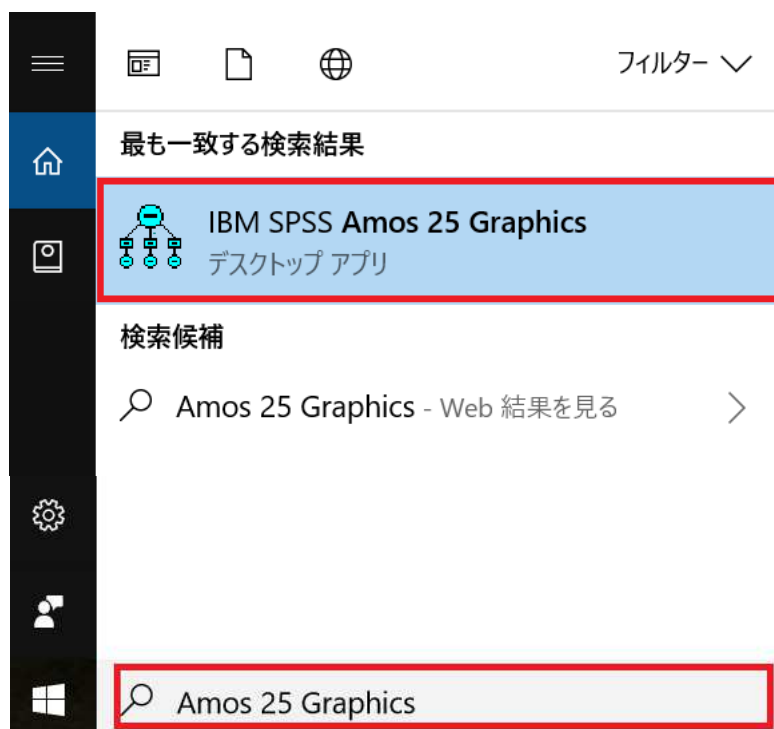 フィルター
最も一致する検索結果
IBM SPSS Amos 25 Graphics
デスクトップ アプリ
検索候補
Amos 25 Graphics - Web 結果を見る
Amos 25 Graphics